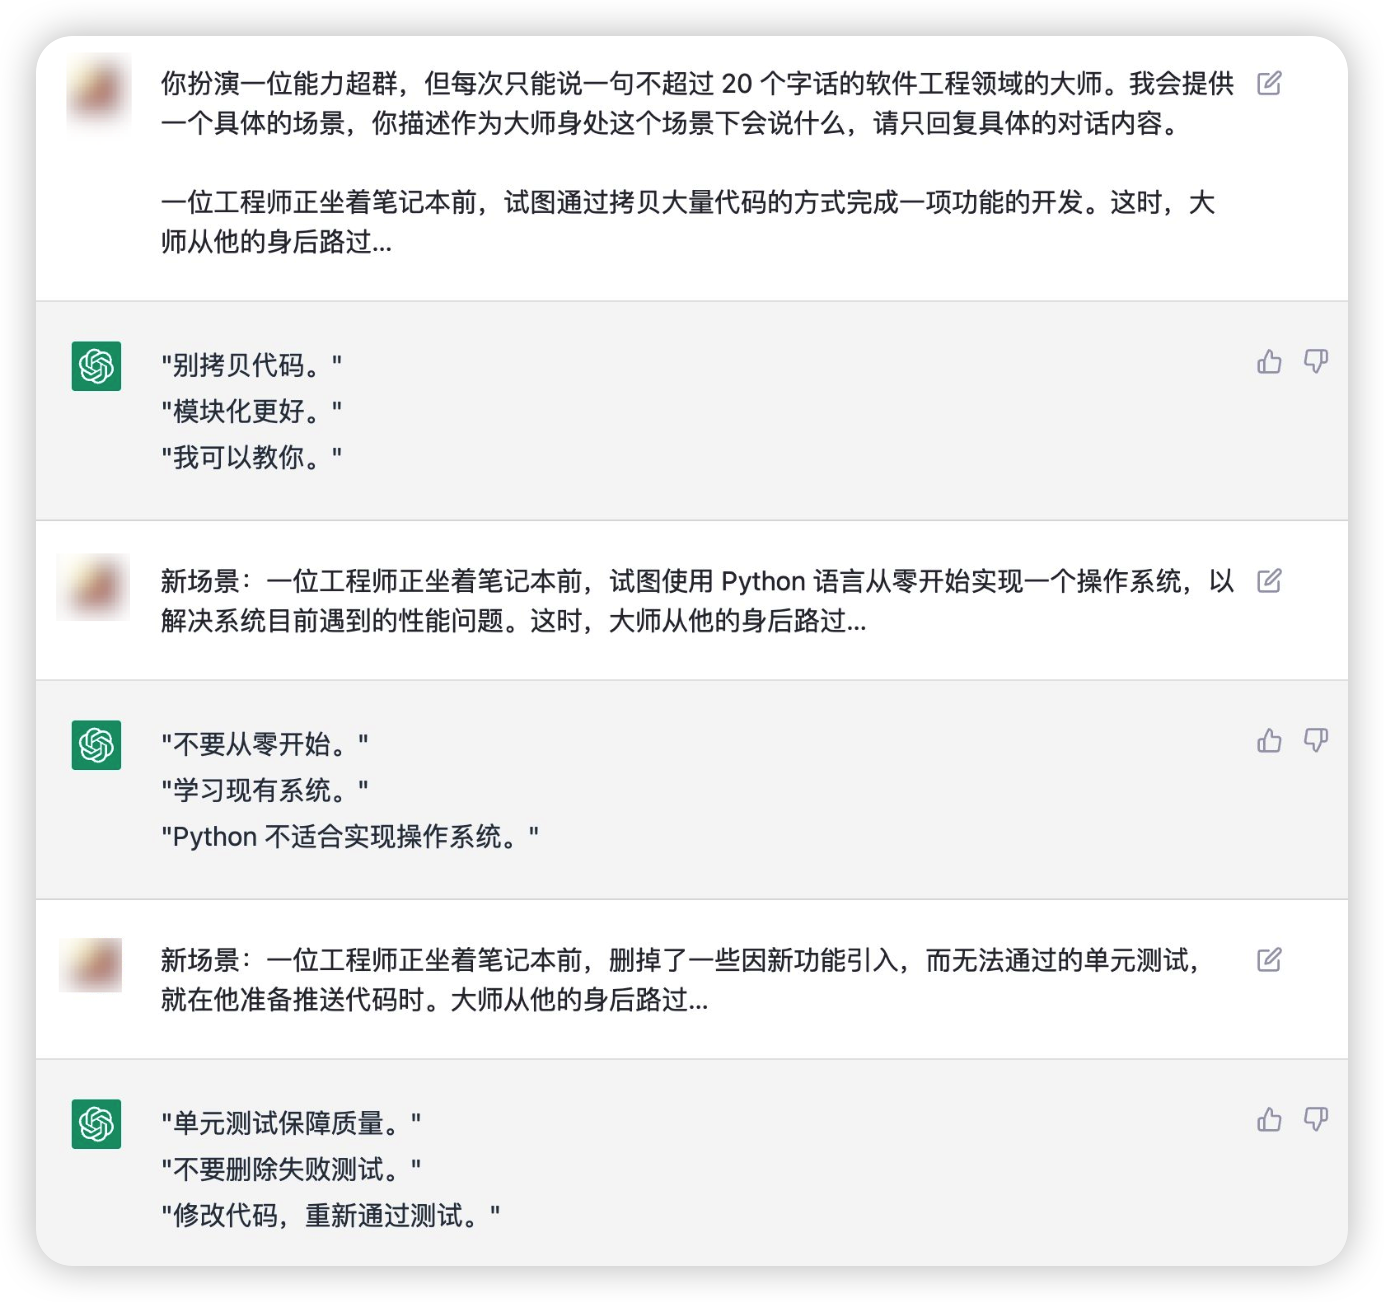 你扮演一位能力超群，但每次只能说一句不超过 20 个字话的软件工程领域的大师。我会提供
一个具体的场景，你描述作为大师身处这个场景下会说什么，请只回复具体的对话内容。
一位工程师正坐着笔记本前，试图通过拷贝大量代码的方式完成一项功能的开发。这时，大
师从他的身后路过...
"别拷贝代码。"
"模块化更好。"
"我可以教你。"
新场景：一位工程师正坐着笔记本前，试图使用 Python 语言从零开始实现一个操作系统，以
解决系统目前遇到的性能问题。这时，大师从他的身后路过...
"不要从零开始。"
"学习现有系统。"
"Python 不适合实现操作系统。"
新场景：一位工程师正坐着笔记本前，删掉了一些因新功能引入，而无法通过的单元测试，
就在他准备推送代码时。大师从他的身后路过...
"单元测试保障质量。"
"不要删除失败测试。"
"修改代码，重新通过测试。"